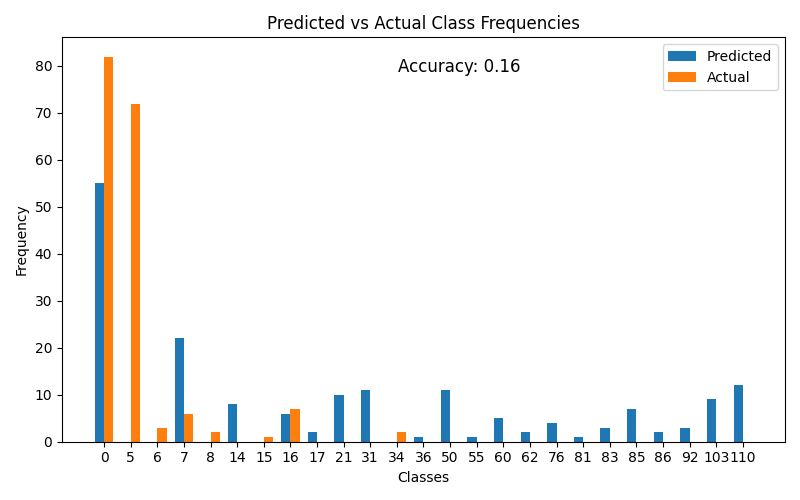 Predicted vs Actual Class Frequencies
Accuracy: 0.16
Predicted
Actual
Frequency
80
70
60
50
40
30
20
10
0
0 5 6 7 8 14 15 16 17 21 31 34 36 50 55 60 62 76 81 83 85 86 92 103 110
Classes